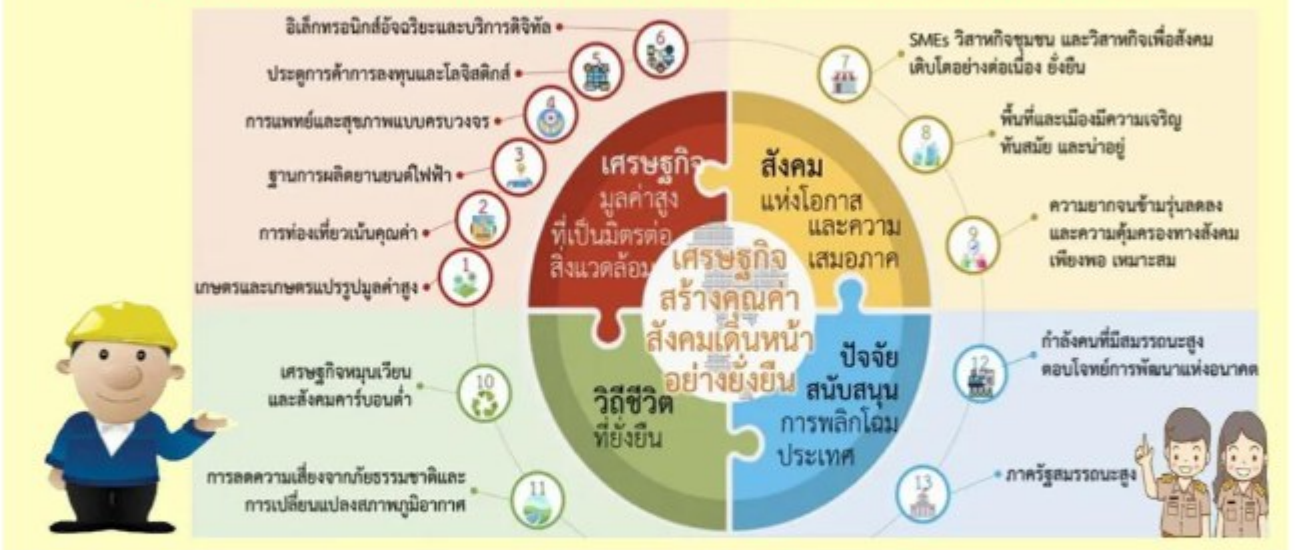 อิเล็กทรอนิกส์อัจฉริยะและบริการดิจิทัล
6
ประตูการค้าการลงทุนและโลจิสติกส์
5
การแพทย์และสุขภาพแบบครบวงจร
4
ฐานการผลิตยานยนต์ไฟฟ้า
3
การท่องเที่ยวเน้นคุณค่า
2
เกษตรและเกษตรแปรรูปมูลค่าสูง
1
เศรษฐกิจ
มูลค่าสูง
ที่เป็นมิตรต่อ
สิ่งแวดล้อม
สังคม
แห่งโอกาส
และความ
เสมอภาค
7
SMEs วิสาหกิจชุมชน และวิสาหกิจเพื่อสังคม
เติบโตอย่างต่อเนื่อง ยั่งยืน
8
พื้นที่และเมืองมีความเจริญ
ทันสมัย และน่าอยู่
9
ความยากจนข้ามรุ่นลดลง
และความคุ้มครองทางสังคม
เพียงพอ เหมาะสม
เศรษฐกิจ
สร้างคุณค่า
สังคมเดินหน้า
อย่างยั่งยืน
เศรษฐกิจหมุนเวียน
และสังคมคาร์บอนต่ำ
10
การลดความเสี่ยงจากภัยธรรมชาติและ
การเปลี่ยนแปลงสภาพภูมิอากาศ
11
วิถีชีวิต
ที่ยั่งยืน
ปัจจัย
สนับสนุน
การพลิกโฉม
ประเทศ
12
กำลังคนที่มีสมรรถนะสูง
ตอบโจทย์การพัฒนาแห่งอนาคต
13
ภาครัฐสมรรถนะสูง